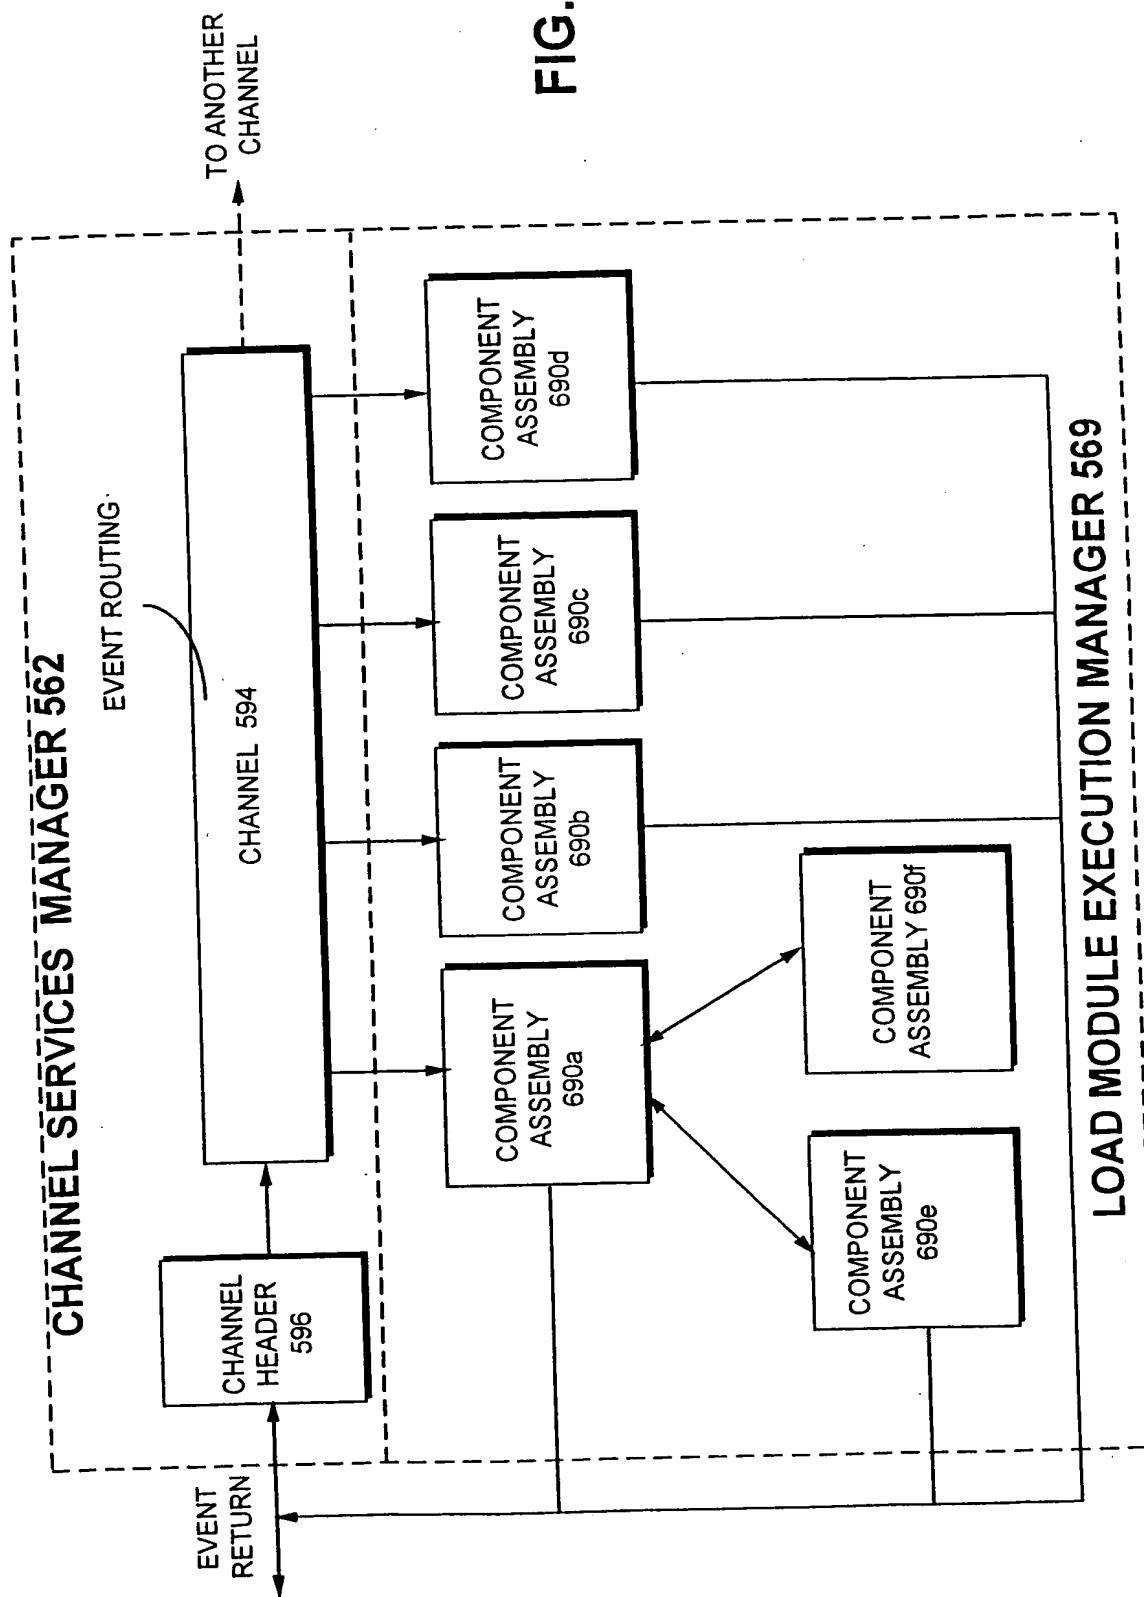 CHANNEL SERVICES MANAGER 562
EVENT ROUTING
TO ANOTHER
CHANNEL
EVENT
RETURN
CHANNEL
HEADER
596
CHANNEL 594
COMPONENT
ASSEMBLY
690a
COMPONENT
ASSEMBLY
690b
COMPONENT
ASSEMBLY
690c
COMPONENT
ASSEMBLY
690d
COMPONENT
ASSEMBLY
690e
COMPONENT
ASSEMBLY 690f
LOAD MODULE EXECUTION MANAGER 569
FIG.